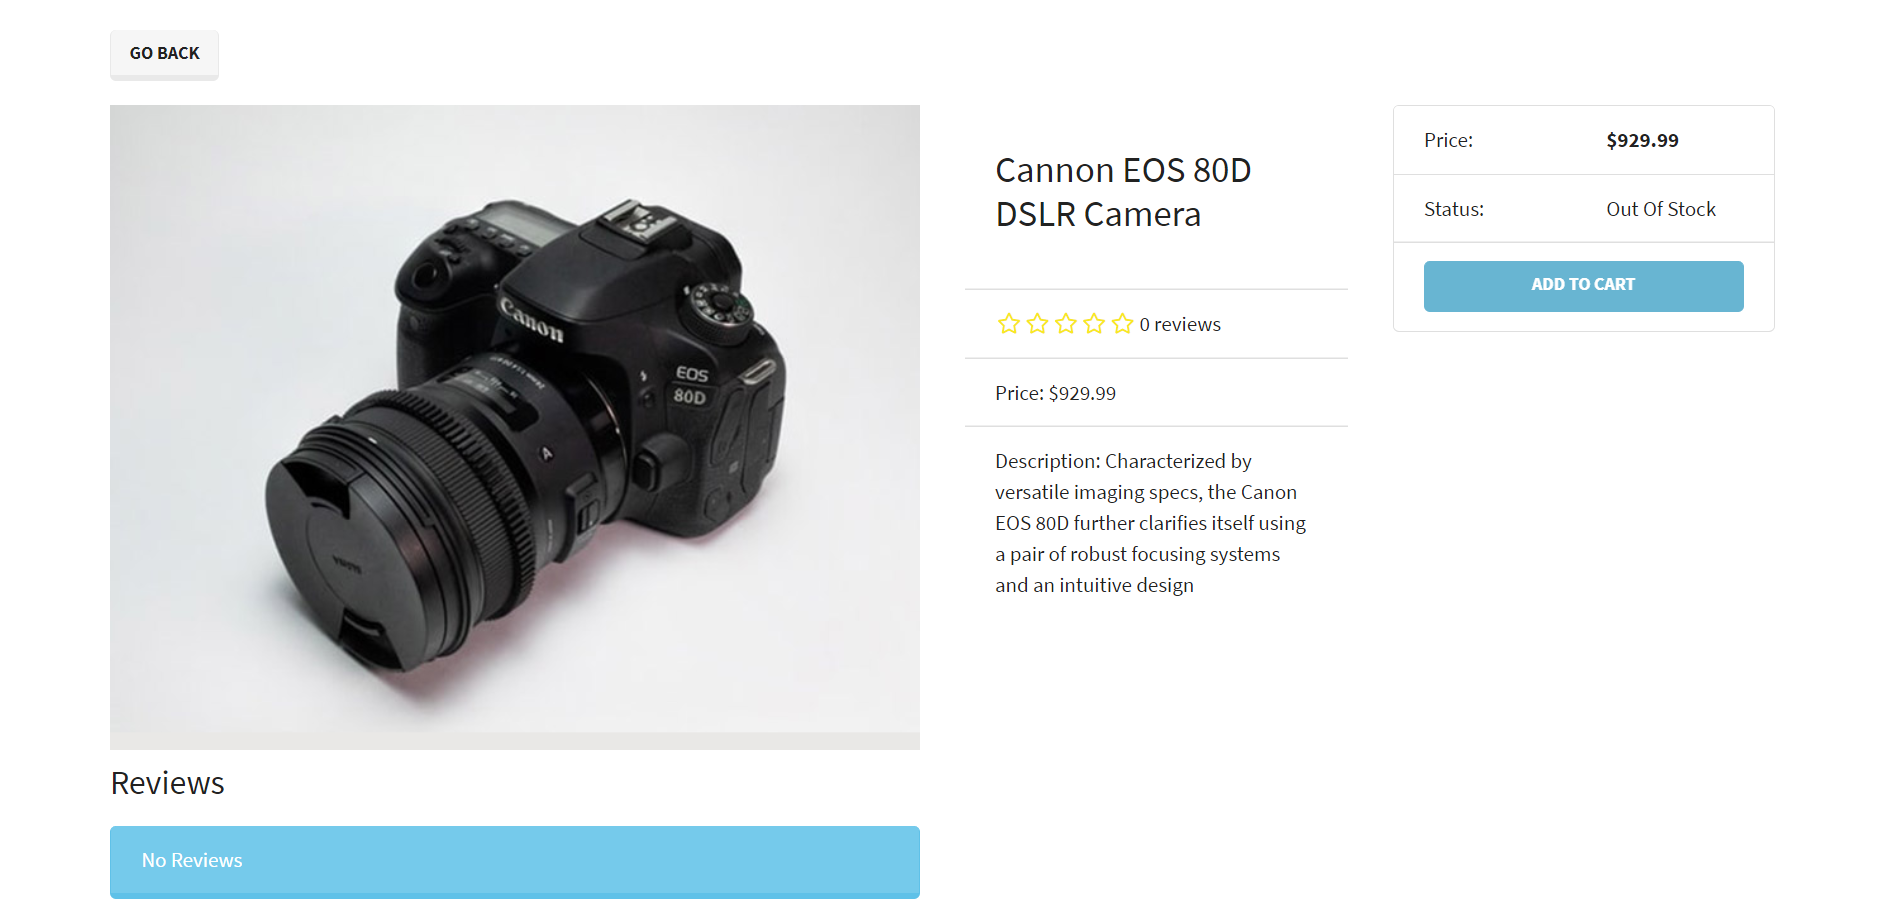 GO BACK
Canon
EOS
80D
A
Cannon EOS 80D
DSLR Camera
0 reviews
Price: $929.99
Description: Characterized by
versatile imaging specs, the Canon
EOS 80D further clarifies itself using
a pair of robust focusing systems
and an intuitive design
Price: $929.99
Status: Out Of Stock
ADD TO CART
Reviews
No Reviews